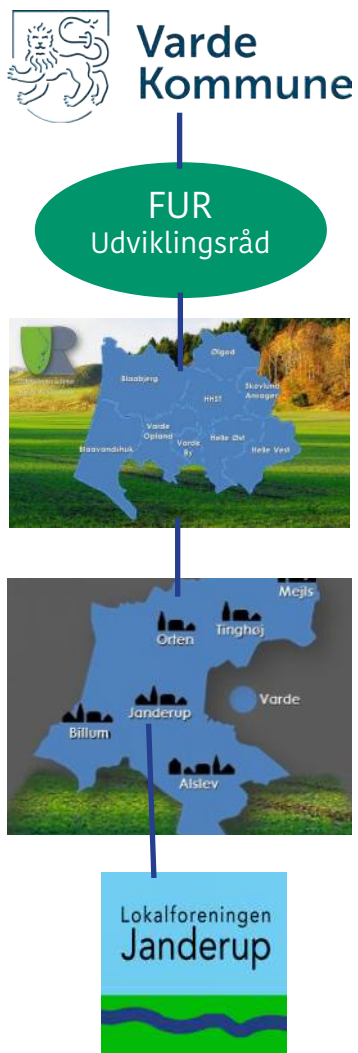 Varde
Kommune
FUR
Udviklingsråd
Ølgod
Blaabjerg
Skovlund
Ansager
HHST
Varde
Opland
Varde
By
Helle Øst
Blaavandshuk
Helle Vest
Mejls
Orten
Tinghøj
Janderup
Varde
Billum
Alslev
Lokalforeningen
Janderup